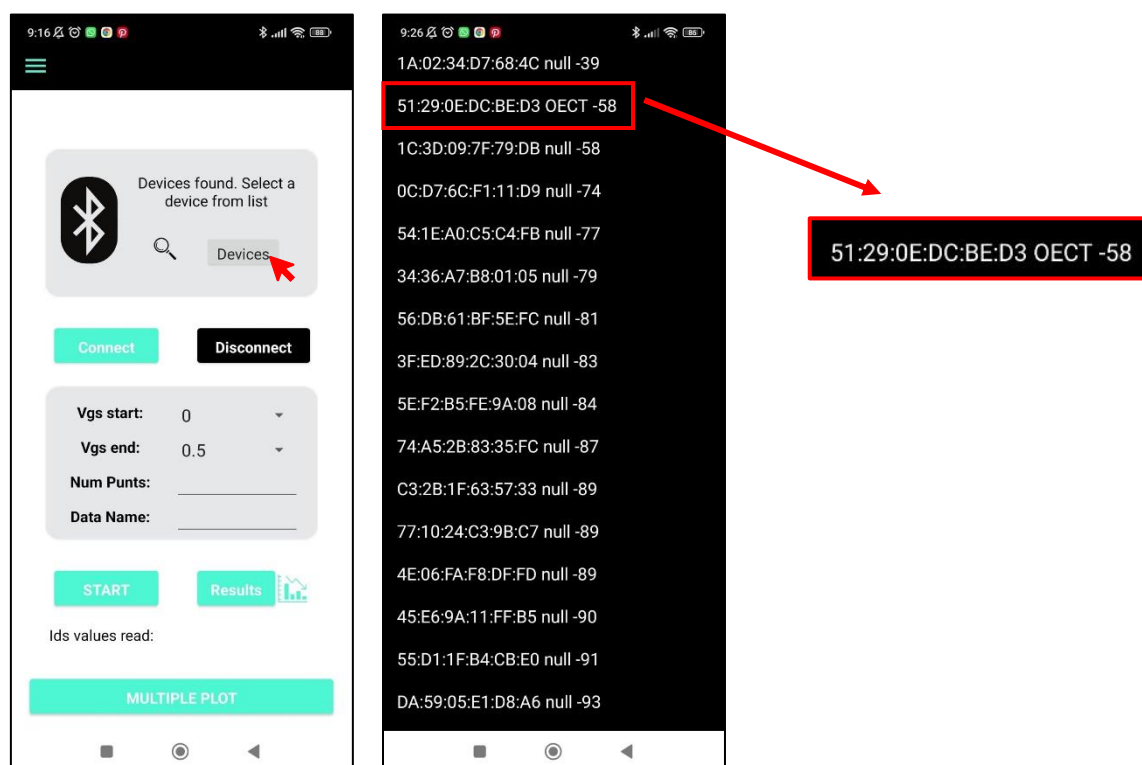 9:16
88
Devices found. Select a
device from list
Devices
Connect
Disconnect
Vgs start:
0
Vgs end:
0.5
Num Punts:
Data Name:
START
Results
Ids values read:
MULTIPLE PLOT
9:26
86
1A:02:34:D7:68:4C null -39
51:29:0E:DC:BE:D3 OECT -58
1C:3D:09:7F:79:DB null -58
0C:D7:6C:F1:11:D9 null -74
54:1E:A0:C5:C4:FB null -77
34:36:A7:B8:01:05 null -79
56:DB:61:BF:5E:FC null -81
3F:ED:89:2C:30:04 null -83
5E:F2:B5:FE:9A:08 null -84
74:A5:2B:83:35:FC null -87
C3:2B:1F:63:57:33 null -89
77:10:24:C3:9B:C7 null -89
4E:06:FA:F8:DF:FD null -89
45:E6:9A:11:FF:B5 null -90
55:D1:1F:B4:CB:E0 null -91
DA:59:05:E1:D8:A6 null -93
51:29:0E:DC:BE:D3 OECT -58